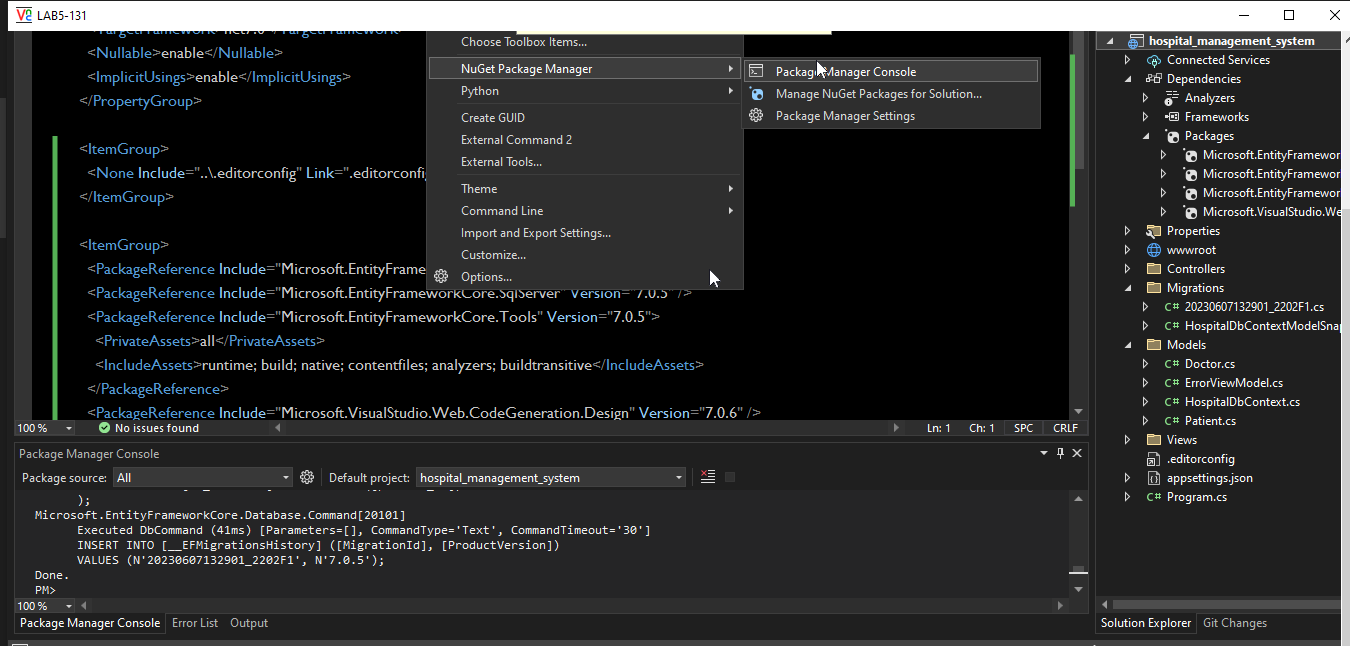 LAB5-131
<TargetFramework>net7.0</TargetFramework>
<Nullable>enable</Nullable>
<ImplicitUsings>enable</ImplicitUsings>
</PropertyGroup>
<ItemGroup>
<None Include="..\.editorconfig" Link=".editorconfig
</ItemGroup>
<ItemGroup>
<PackageReference Include="Microsoft.EntityFrame
<PackageReference Include="Microsoft.EntityFrameworkCore.SqlServer" Version="7.0.5" />
<PackageReference Include="Microsoft.EntityFrameworkCore.Tools" Version="7.0.5">
<PrivateAssets>all</PrivateAssets>
<IncludeAssets>runtime; build; native; contentfiles; analyzers; buildtransitive</IncludeAssets>
</PackageReference>
<PackageReference Include="Microsoft.VisualStudio.Web.CodeGeneration.Design" Version="7.0.6" />
Choose Toolbox Items...
NuGet Package Manager
Python
Create GUID
External Command 2
External Tools...
Theme
Command Line
Import and Export Settings...
Customize...
Options...
Package Manager Console
Manage NuGet Packages for Solution...
Package Manager Settings
100 % No issues found Ln: 1 Ch: 1 SPC CRLF
Package Manager Console
Package source: All Default project: hospital_management_system
);
Microsoft.EntityFrameworkCore.Database.Command[20101]
Executed DbCommand (41ms) [Parameters=[], CommandType='Text', CommandTimeout='30']
INSERT INTO [__EFMigrationsHistory] ([MigrationId], [ProductVersion])
VALUES (N'20230607132901_2202F1', N'7.0.5');
Done.
PM>
100 %
Package Manager Console Error List Output
hospital_management_system
Connected Services
Dependencies
Analyzers
Frameworks
Packages
Microsoft.EntityFramewor
Microsoft.EntityFramewor
Microsoft.EntityFramewor
Microsoft.VisualStudio.We
Properties
wwwroot
Controllers
Migrations
C# 20230607132901_2202F1.cs
C# HospitalDbContextModelSnap
Models
C# Doctor.cs
C# ErrorViewModel.cs
C# HospitalDbContext.cs
C# Patient.cs
Views
.editorconfig
appsettings.json
C# Program.cs
Solution Explorer Git Changes